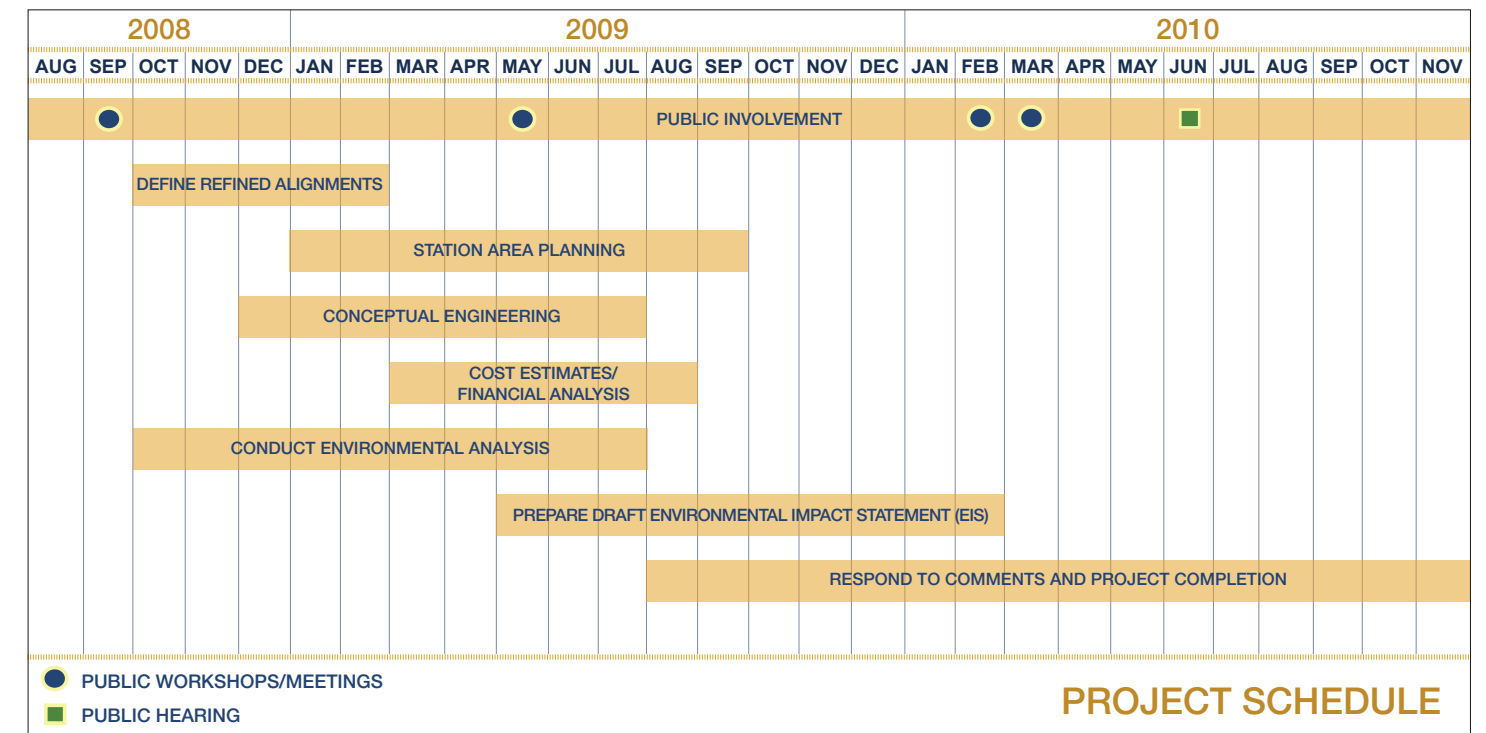 2008 2009 2010
AUG SEP OCT NOV DEC JAN FEB MAR APR MAY JUN JUL AUG SEP OCT NOV DEC JAN FEB MAR APR MAY JUN JUL AUG SEP OCT NOV
PUBLIC INVOLVEMENT
DEFINE REFINED ALIGNMENTS
STATION AREA PLANNING
CONCEPTUAL ENGINEERING
COST ESTIMATES/
FINANCIAL ANALYSIS
CONDUCT ENVIRONMENTAL ANALYSIS
PREPARE DRAFT ENVIRONMENTAL IMPACT STATEMENT (EIS)
RESPOND TO COMMENTS AND PROJECT COMPLETION
PUBLIC WORKSHOPS/MEETINGS
PUBLIC HEARING
PROJECT SCHEDULE